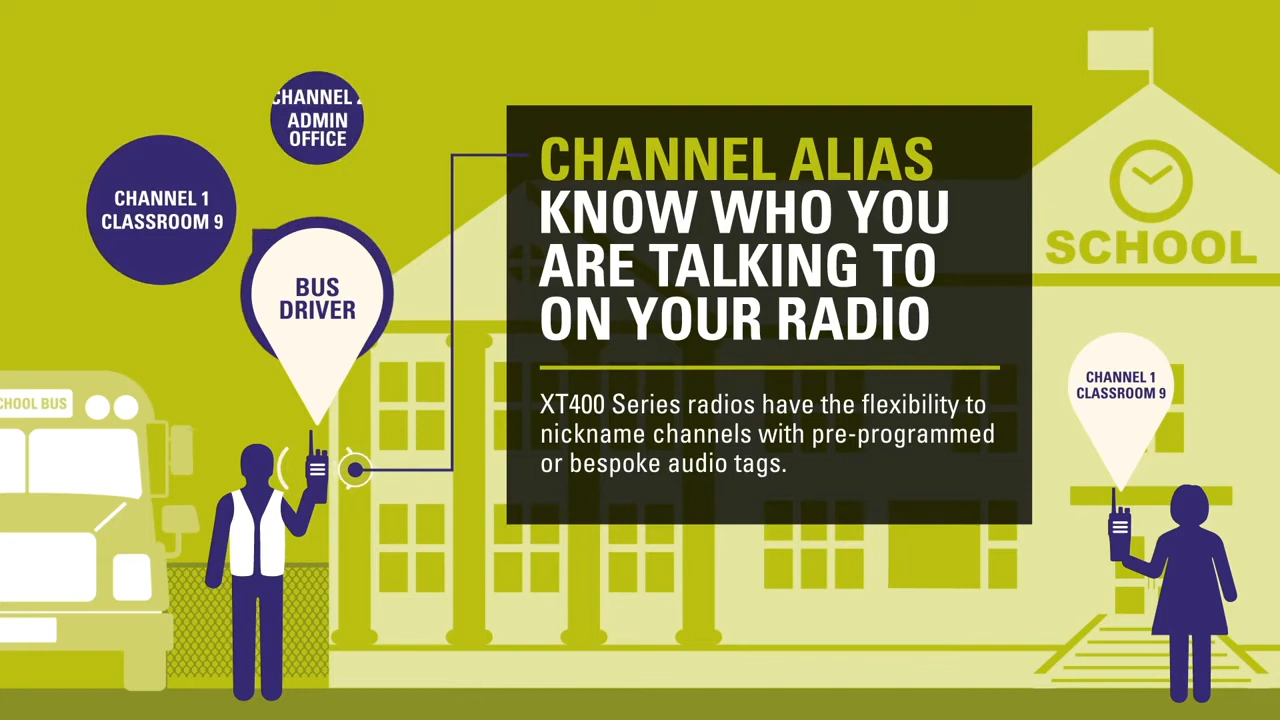 CHANNEL
ADMIN
OFFICE
CHANNEL 1
CLASSROOM 9
BUS
DRIVER
CHANNEL ALIAS
KNOW WHO YOU
ARE TALKING TO
ON YOUR RADIO
XT400 Series radios have the flexibility to
nickname channels with pre-programmed
or bespoke audio tags.
SCHOOL
CHANNEL 1
CLASSROOM 9
CHOOL BUS